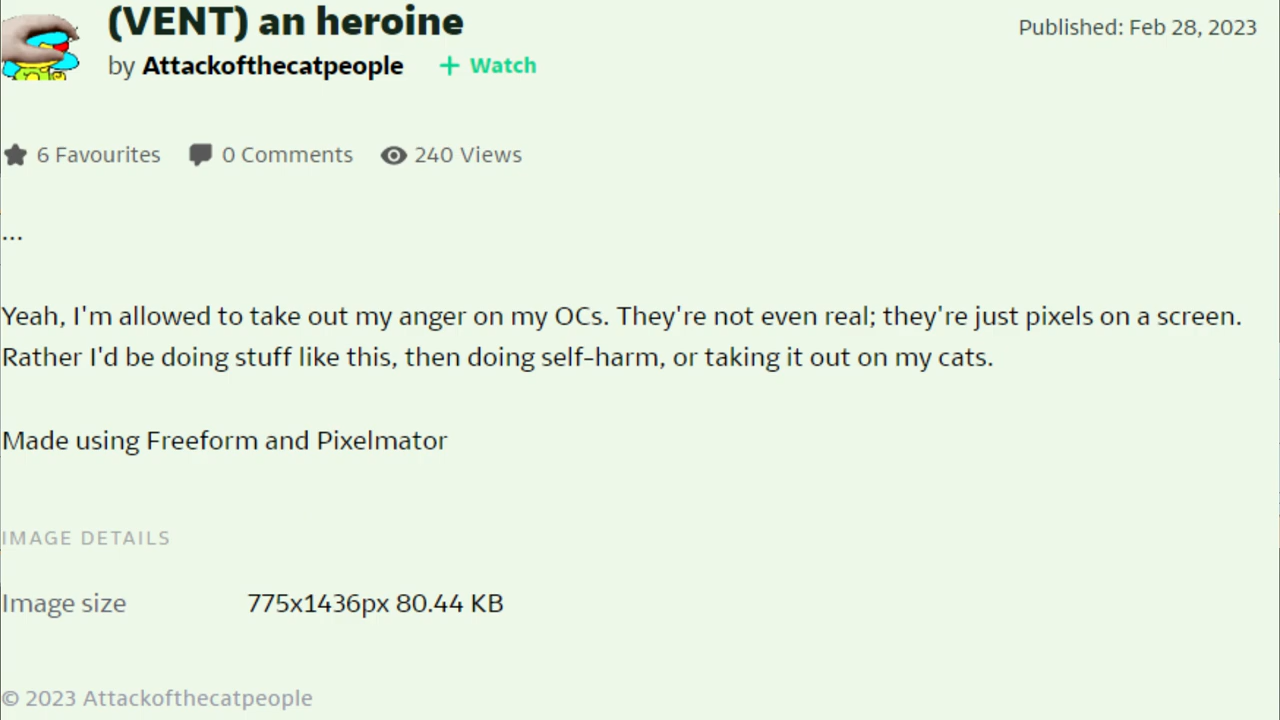 (VENT) an heroine
Published: Feb 28, 2023
by Attackofthecatpeople + Watch
6 Favourites 0 Comments 240 Views
...
Yeah, I'm allowed to take out my anger on my OCs. They're not even real; they're just pixels on a screen.
Rather I'd be doing stuff like this, then doing self-harm, or taking it out on my cats.
Made using Freeform and Pixelmator
IMAGE DETAILS
Image size 775x1436px 80.44 KB
© 2023 Attackofthecatpeople